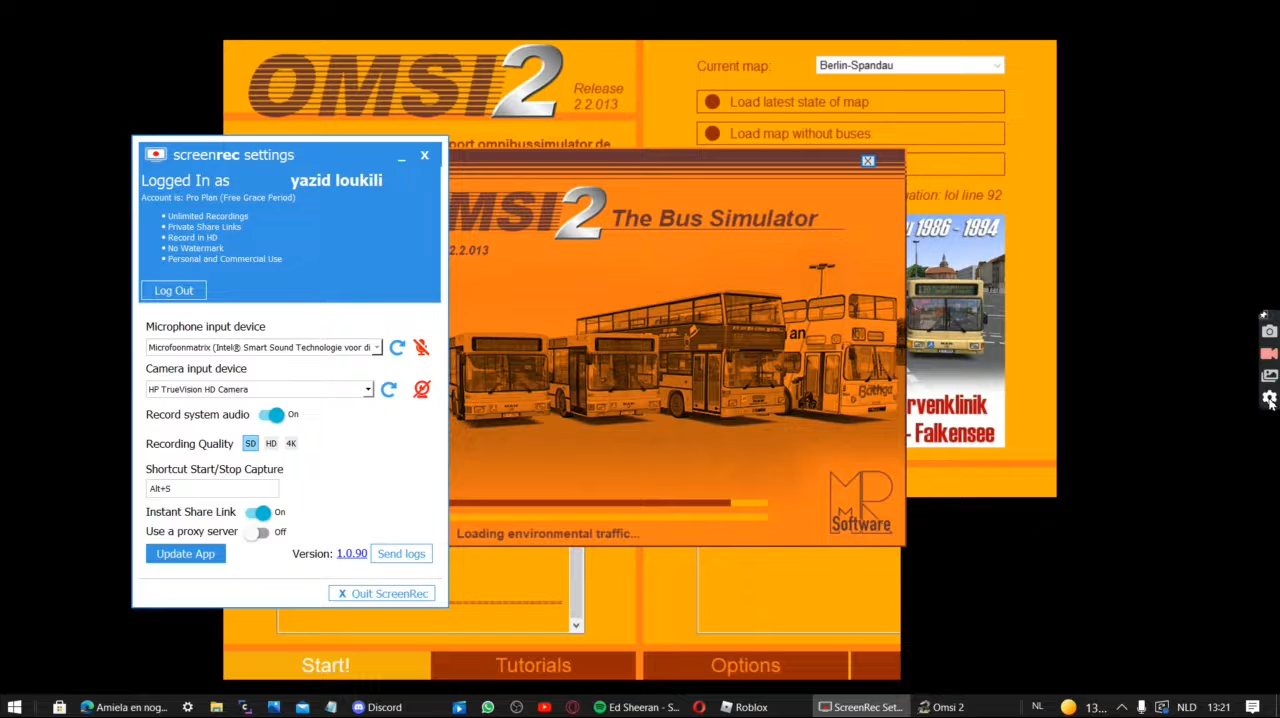 OMSI 2
Release
2.2.013
port omnibussimulator.de
Current map:
Berlin-Spandau
Load latest state of map
Load map without buses
ation: lol line 92
1986 - 1994
rvenklinik
- Falkensee
screenrec settings
_ X
Logged In as yazid loukili
Account is: Pro Plan (Free Grace Period)
• Unlimited Recordings
• Private Share Links
• Record in HD
• No Watermark
• Personal and Commercial Use
Log Out
Microphone input device
Microfoonmatrix (Intel® Smart Sound Technologie voor di
Camera input device
HP TrueVision HD Camera
Record system audio On
Recording Quality SD HD 4K
Shortcut Start/Stop Capture
Alt+S
Instant Share Link On
Use a proxy server Off
Update App Version: 1.0.90 Send logs
X Quit ScreenRec
MSI 2 The Bus Simulator
2.2.013
an
Loading environmental traffic...
MR
Software
Start! Tutorials Options
Amiela en nog... Discord Ed Sheeran - S... Roblox ScreenRec Set... Omsi 2 NL 13... NLD 13:21